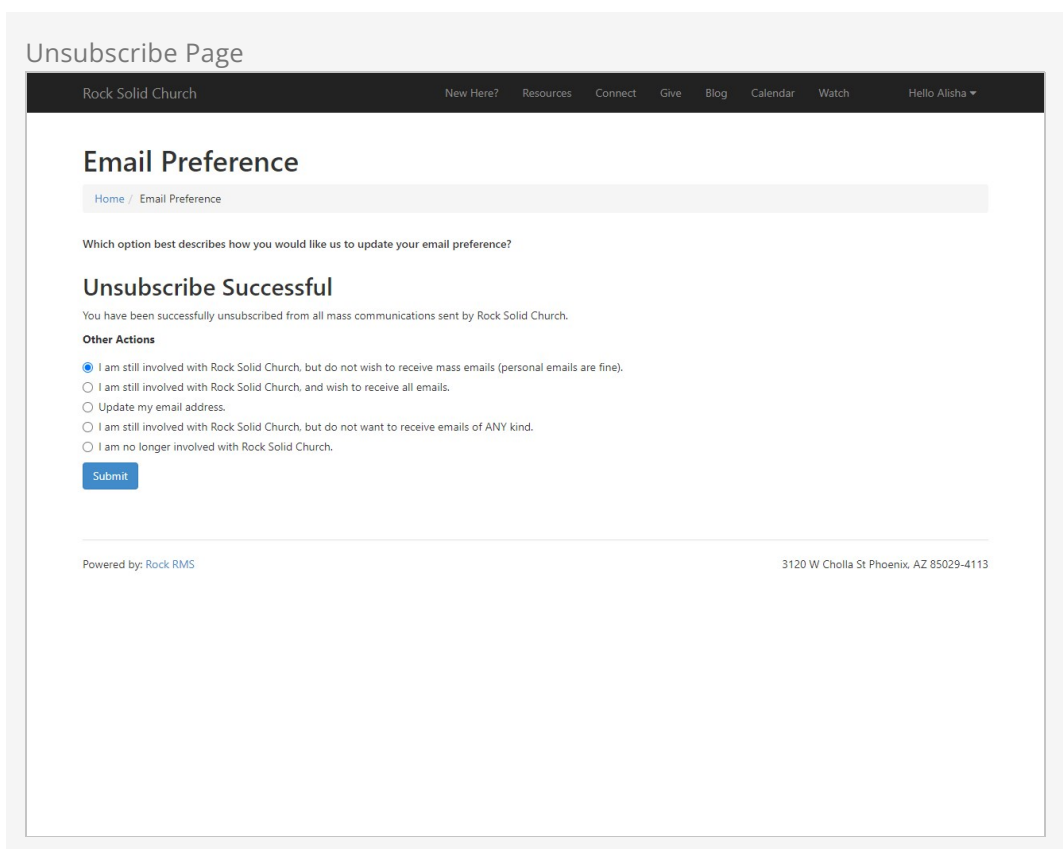 Unsubscribe Page
Rock Solid Church New Here? Resources Connect Give Blog Calendar Watch Hello Alisha
Email Preference
Home / Email Preference
Which option best describes how you would like us to update your email preference?
Unsubscribe Successful
You have been successfully unsubscribed from all mass communications sent by Rock Solid Church.
Other Actions
I am still involved with Rock Solid Church, but do not wish to receive mass emails (personal emails are fine).
I am still involved with Rock Solid Church, and wish to receive all emails.
Update my email address.
I am still involved with Rock Solid Church, but do not want to receive emails of ANY kind.
I am no longer involved with Rock Solid Church.
Submit
Powered by: Rock RMS 3120 W Cholla St Phoenix, AZ 85029-4113